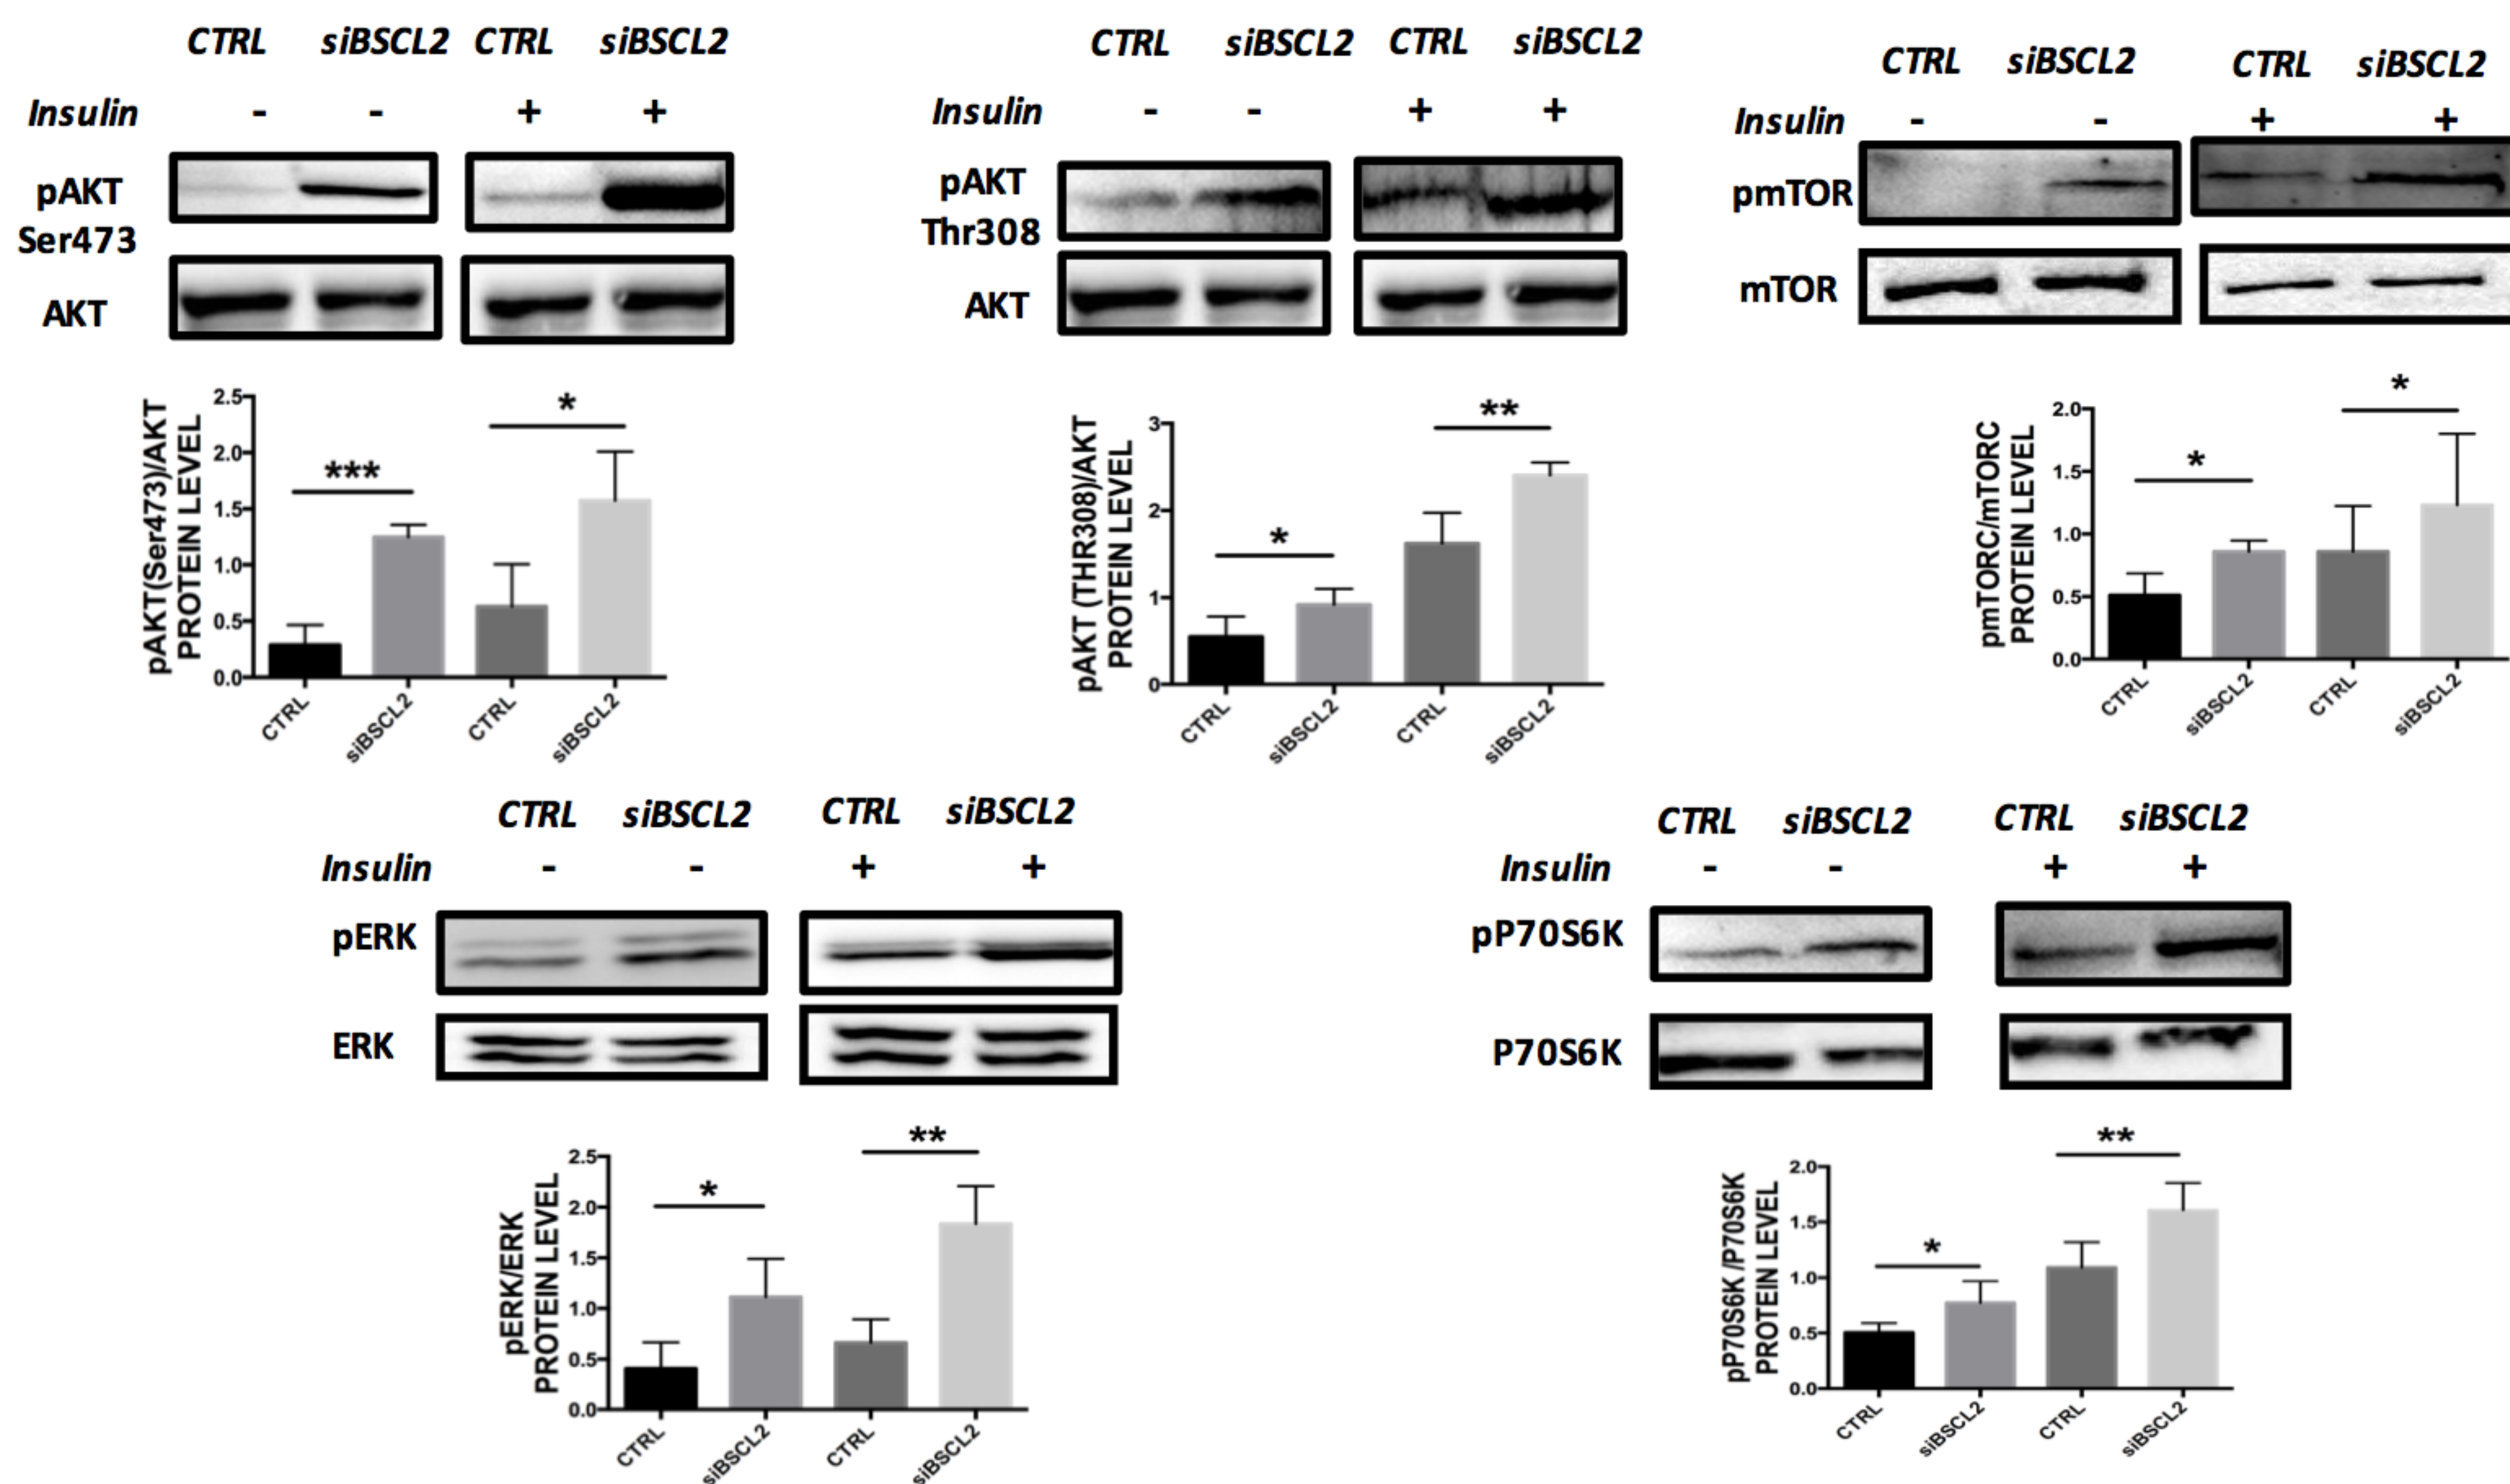 CTRL siBSCL2 CTRL siBSCL2
Insulin - - + +
pAKT
Ser473
AKT
2.5
2.0
1.5
1.0
0.5
0.0
pAKT(Ser473)/AKT
PROTEIN LEVEL
***
*
CTRL
siBSCL2
CTRL
siBSCL2
CTRL siBSCL2 CTRL siBSCL2
Insulin - - + +
pAKT
Thr308
AKT
3
2
1
0
pAKT (THR308)/AKT
PROTEIN LEVEL
*
**
CTRL
siBSCL2
CTRL
siBSCL2
CTRL siBSCL2 CTRL siBSCL2
Insulin - - + +
pmTOR
mTOR
2.0
1.5
1.0
0.5
0.0
pmTORC/mTORC
PROTEIN LEVEL
*
*
CTRL
siBSCL2
CTRL
siBSCL2
CTRL siBSCL2 CTRL siBSCL2
Insulin - - + +
pERK
ERK
2.5
2.0
1.5
1.0
0.5
0.0
pERK/ERK
PROTEIN LEVEL
*
**
CTRL
siBSCL2
CTRL
siBSCL2
CTRL siBSCL2 CTRL siBSCL2
Insulin - - + +
pP70S6K
P70S6K
2.0
1.5
1.0
0.5
0.0
pP70S6K /P70S6K
PROTEIN LEVEL
*
**
CTRL
siBSCL2
CTRL
siBSCL2